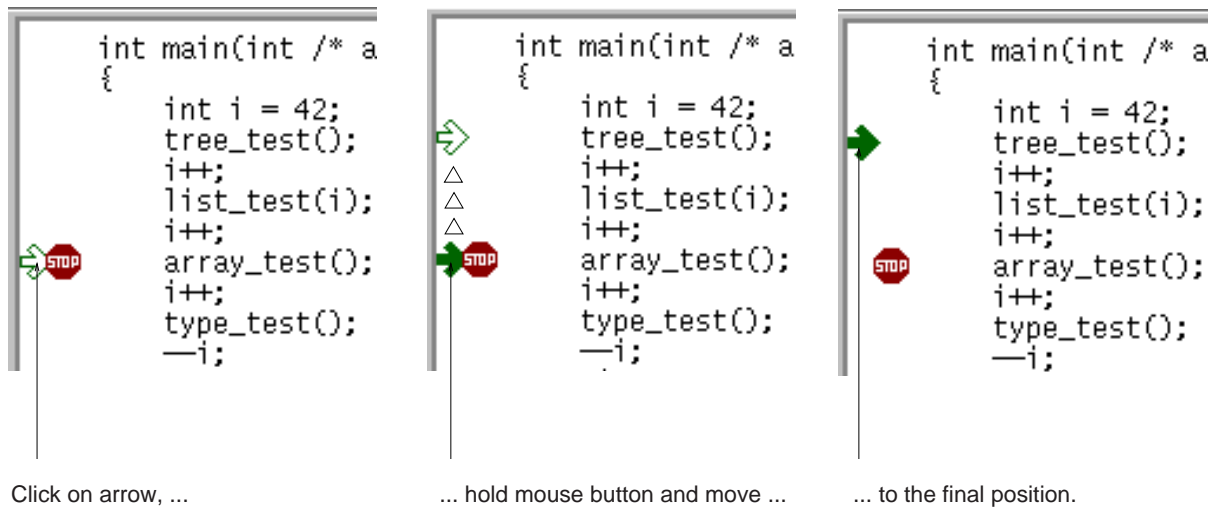 int main(int /* a
{
int i = 42;
tree_test();
i++;
list_test(i);
i++;
STOP array_test();
i++;
type_test();
--i;
Click on arrow, ...
int main(int /* a
{
int i = 42;
tree_test();
i++;
list_test(i);
i++;
STOP array_test();
i++;
type_test();
--i;
... hold mouse button and move ...
int main(int /* a
{
int i = 42;
tree_test();
i++;
list_test(i);
i++;
STOP array_test();
i++;
type_test();
--i;
... to the final position.